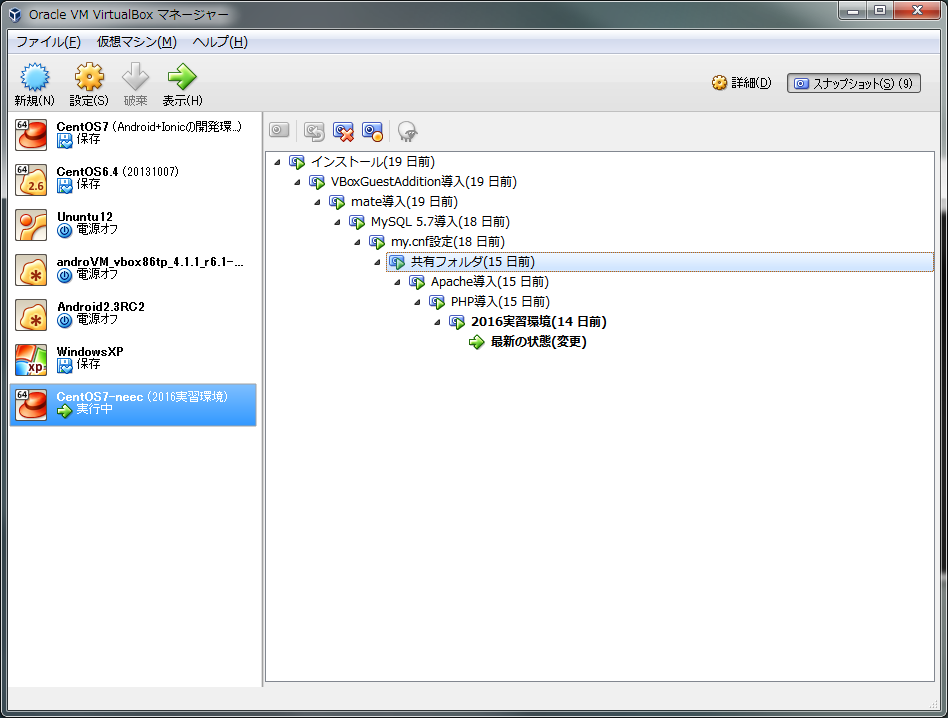 Oracle VM VirtualBox マネージャー
ファイル(F) 仮想マシン(M) ヘルプ(H)
新規(N) 設定(S) 破棄 表示(H) 詳細(D) スナップショット(S) (9)
64 CentOS7 (Android+Ionicの開発環...)
保存
64 2.6 CentOS6.4 (20131007)
保存
Ununtu12
電源オフ
androVM_vbox86tp_4.1.1_r6.1-...
電源オフ
Android2.3RC2
電源オフ
xp WindowsXP
保存
64 CentOS7-neec (2016実習環境)
実行中
インストール(19 日前)
VBoxGuestAddition導入(19 日前)
mate導入(19 日前)
MySQL 5.7導入(18 日前)
my.cnf設定(18 日前)
共有フォルダ(15 日前)
Apache導入(15 日前)
PHP導入(15 日前)
2016実習環境(14 日前)
最新の状態(変更)